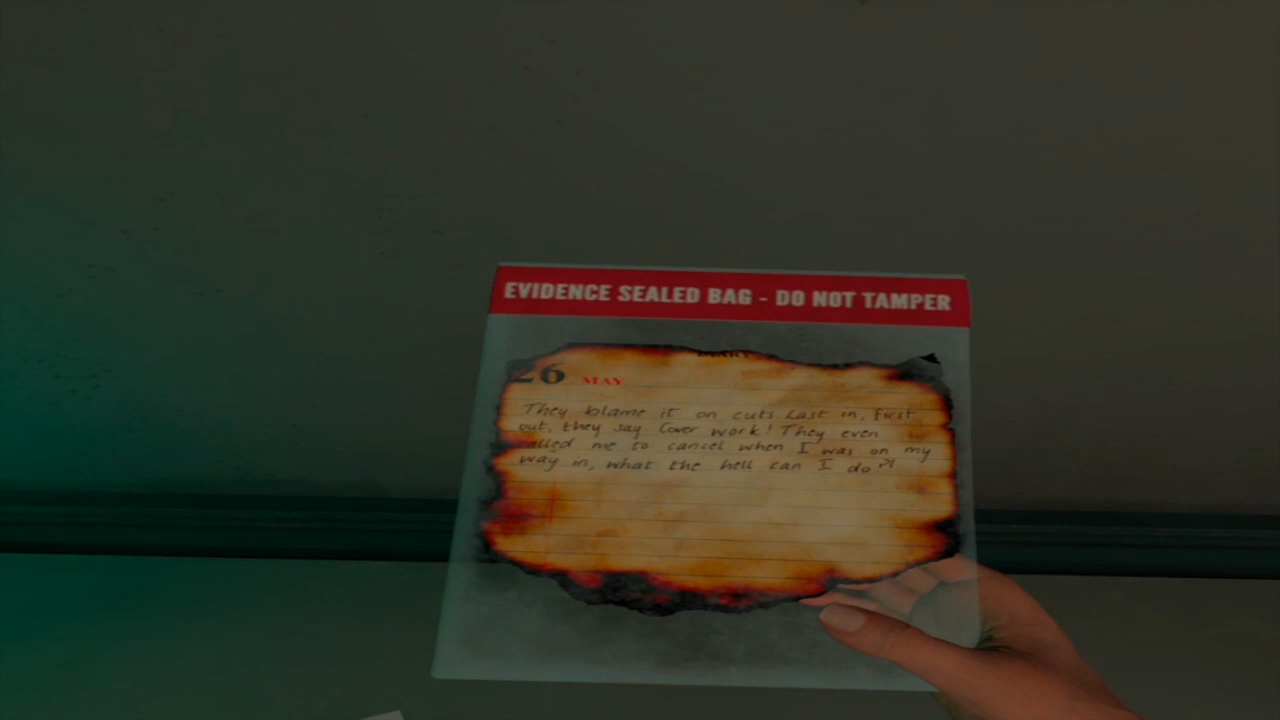 EVIDENCE SEALED BAG - DO NOT TAMPER
DIARY
26 MAY
They blame it on cuts. Last in, first
out, they say. Cover work! They even
called me to cancel when I was on my
way in, what the hell can I do?!